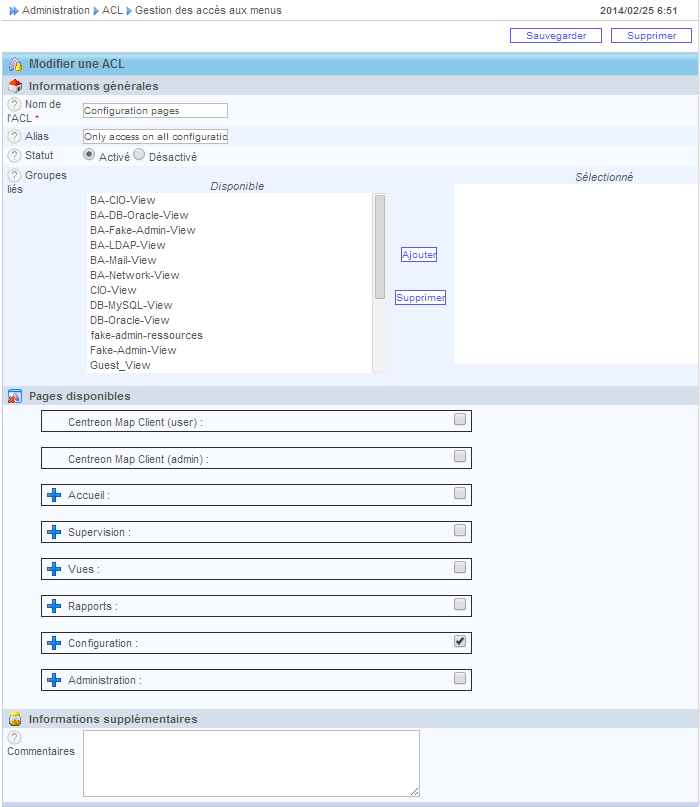 Administration ACL Gestion des accès aux menus 2014/02/25 6:51
Sauvegarder Supprimer
Modifier une ACL
Informations générales
? Nom de
l'ACL * Configuration pages
? Alias Only access on all configuratio
? Statut Activé Désactivé
? Groupes
liés
Disponible Sélectionné
BA-CIO-View
BA-DB-Oracle-View
BA-Fake-Admin-View
BA-LDAP-View
BA-Mail-View
BA-Network-View
CIO-View
DB-MySQL-View
DB-Oracle-View
fake-admin-ressources
Fake-Admin-View
Guest_View
Ajouter
Supprimer
Pages disponibles
Centreon Map Client (user) :
Centreon Map Client (admin) :
Accueil :
Supervision :
Vues :
Rapports :
Configuration :
Administration :
Informations supplémentaires
?
Commentaires